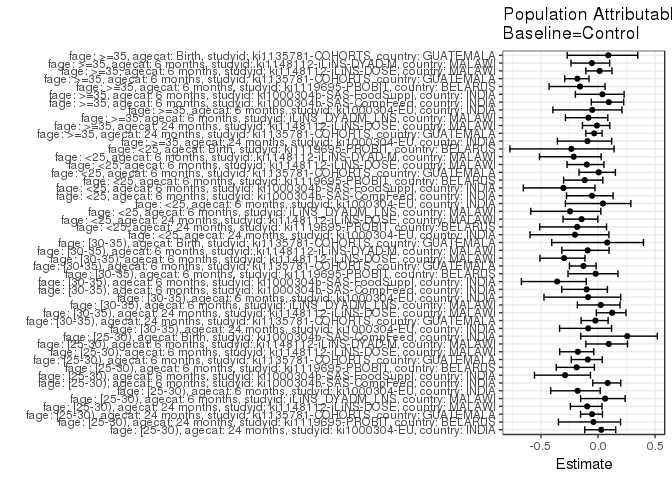 Population Attributabl
Baseline=Control
fage: >=35, agecat: Birth, studyid: ki1135781-COHORTS, country: GUATEMALA
fage: >=35, agecat: 6 months, studyid: ki1148112-iLiNS-DYAD-M, country: MALAWI
fage: >=35, agecat: 6 months, studyid: ki1148112-LiNS-DOSE, country: MALAWI
fage: >=35, agecat: 6 months, studyid: ki1135781-COHORTS, country: GUATEMALA
fage: >=35, agecat: 6 months, studyid: ki1119695-PROBIT, country: BELARUS
fage: >=35, agecat: 6 months, studyid: ki1000304b-SAS-FoodSuppl, country: INDIA
fage: >=35, agecat: 6 months, studyid: ki1000304b-SAS-CompFeed, country: INDIA
fage: >=35, agecat: 6 months, studyid: ki1000304-EU, country: INDIA
fage: >=35, agecat: 6 months, studyid: iLiNS_DYADM_LNS, country: MALAWI
fage: >=35, agecat: 24 months, studyid: ki1148112-LiNS-DOSE, country: MALAWI
fage: >=35, agecat: 24 months, studyid: ki1135781-COHORTS, country: GUATEMALA
fage: >=35, agecat: 24 months, studyid: ki1000304-EU, country: INDIA
fage: <25, agecat: Birth, studyid: ki1119695-PROBIT, country: BELARUS
fage: <25, agecat: 6 months, studyid: ki1148112-iLiNS-DYAD-M, country: MALAWI
fage: <25, agecat: 6 months, studyid: ki1148112-LiNS-DOSE, country: MALAWI
fage: <25, agecat: 6 months, studyid: ki1135781-COHORTS, country: GUATEMALA
fage: <25, agecat: 6 months, studyid: ki1119695-PROBIT, country: BELARUS
fage: <25, agecat: 6 months, studyid: ki1000304b-SAS-FoodSuppl, country: INDIA
fage: <25, agecat: 6 months, studyid: ki1000304b-SAS-CompFeed, country: INDIA
fage: <25, agecat: 6 months, studyid: ki1000304-EU, country: INDIA
fage: <25, agecat: 6 months, studyid: iLiNS_DYADM_LNS, country: MALAWI
fage: <25, agecat: 24 months, studyid: ki1148112-LiNS-DOSE, country: MALAWI
fage: <25, agecat: 24 months, studyid: ki1119695-PROBIT, country: BELARUS
fage: <25, agecat: 24 months, studyid: ki1000304-EU, country: INDIA
fage: [30-35), agecat: Birth, studyid: ki1135781-COHORTS, country: GUATEMALA
fage: [30-35), agecat: 6 months, studyid: ki1148112-iLiNS-DYAD-M, country: MALAWI
fage: [30-35), agecat: 6 months, studyid: ki1148112-LiNS-DOSE, country: MALAWI
fage: [30-35), agecat: 6 months, studyid: ki1135781-COHORTS, country: GUATEMALA
fage: [30-35), agecat: 6 months, studyid: ki1119695-PROBIT, country: BELARUS
fage: [30-35), agecat: 6 months, studyid: ki1000304b-SAS-FoodSuppl, country: INDIA
fage: [30-35), agecat: 6 months, studyid: ki1000304b-SAS-CompFeed, country: INDIA
fage: [30-35), agecat: 6 months, studyid: ki1000304-EU, country: INDIA
fage: [30-35), agecat: 6 months, studyid: iLiNS_DYADM_LNS, country: MALAWI
fage: [30-35), agecat: 24 months, studyid: ki1148112-LiNS-DOSE, country: MALAWI
fage: [30-35), agecat: 24 months, studyid: ki1135781-COHORTS, country: GUATEMALA
fage: [30-35), agecat: 24 months, studyid: ki1000304-EU, country: INDIA
fage: [25-30), agecat: Birth, studyid: ki1000304b-SAS-CompFeed, country: INDIA
fage: [25-30), agecat: 6 months, studyid: ki1148112-iLiNS-DYAD-M, country: MALAWI
fage: [25-30), agecat: 6 months, studyid: ki1148112-LiNS-DOSE, country: MALAWI
fage: [25-30), agecat: 6 months, studyid: ki1135781-COHORTS, country: GUATEMALA
fage: [25-30), agecat: 6 months, studyid: ki1119695-PROBIT, country: BELARUS
fage: [25-30), agecat: 6 months, studyid: ki1000304b-SAS-FoodSuppl, country: INDIA
fage: [25-30), agecat: 6 months, studyid: ki1000304b-SAS-CompFeed, country: INDIA
fage: [25-30), agecat: 6 months, studyid: ki1000304-EU, country: INDIA
fage: [25-30), agecat: 6 months, studyid: iLiNS_DYADM_LNS, country: MALAWI
fage: [25-30), agecat: 24 months, studyid: ki1148112-LiNS-DOSE, country: MALAWI
fage: [25-30), agecat: 24 months, studyid: ki1135781-COHORTS, country: GUATEMALA
fage: [25-30), agecat: 24 months, studyid: ki1119695-PROBIT, country: BELARUS
fage: [25-30), agecat: 24 months, studyid: ki1000304-EU, country: INDIA
-0.5 0.0 0.5
Estimate